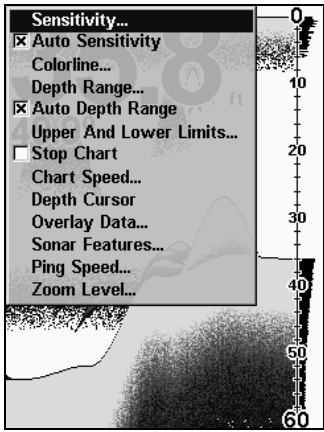 Sensitivity...
Auto Sensitivity
Colorline...
Depth Range...
Auto Depth Range
Upper And Lower Limits...
Stop Chart
Chart Speed...
Depth Cursor
Overlay Data...
Sonar Features...
Ping Speed...
Zoom Level...
0
10
20
30
40
50
60
ft